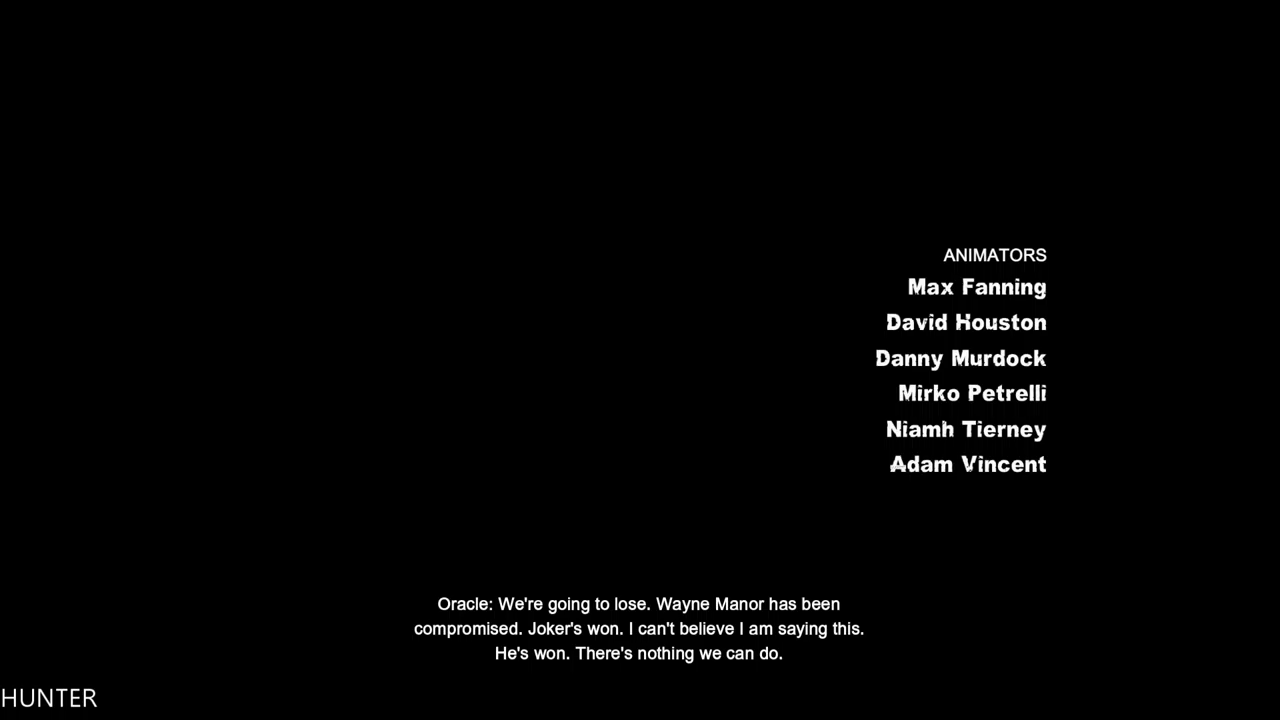 ANIMATORS
Max Fanning
David Houston
Danny Murdock
Mirko Petrelli
Niamh Tierney
Adam Vincent
Oracle: We're going to lose. Wayne Manor has been
compromised. Joker's won. I can't believe I am saying this.
He's won. There's nothing we can do.
HUNTER